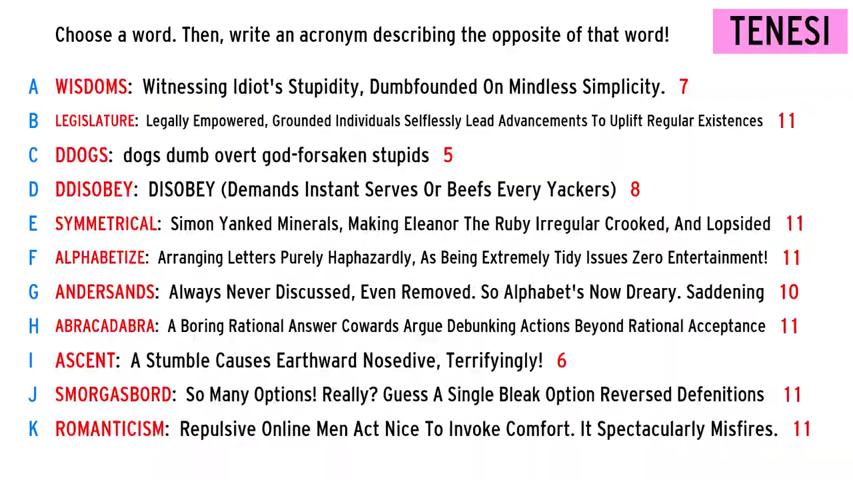 Choose a word. Then, write an acronym describing the opposite of that word!
TENESI
A WISDOMS: Witnessing Idiot's Stupidity, Dumbfounded On Mindless Simplicity. 7
B LEGISLATURE: Legally Empowered, Grounded Individuals Selflessly Lead Advancements To Uplift Regular Existences 11
C DDOGS: dogs dumb overt god-forsaken stupids 5
D DDISOBEY: DISOBEY (Demands Instant Serves Or Beefs Every Yackers) 8
E SYMMETRICAL: Simon Yanked Minerals, Making Eleanor The Ruby Irregular Crooked, And Lopsided 11
F ALPHABETIZE: Arranging Letters Purely Haphazardly, As Being Extremely Tidy Issues Zero Entertainment! 11
G ANDERSANDS: Always Never Discussed, Even Removed. So Alphabet's Now Dreary. Saddening 10
H ABRACADABRA: A Boring Rational Answer Cowards Argue Debunking Actions Beyond Rational Acceptance 11
I ASCENT: A Stumble Causes Earthward Nosedive, Terrifyingly! 6
J SMORGASBORD: So Many Options! Really? Guess A Single Bleak Option Reversed Defenitions 11
K ROMANTICISM: Repulsive Online Men Act Nice To Invoke Comfort. It Spectacularly Misfires. 11